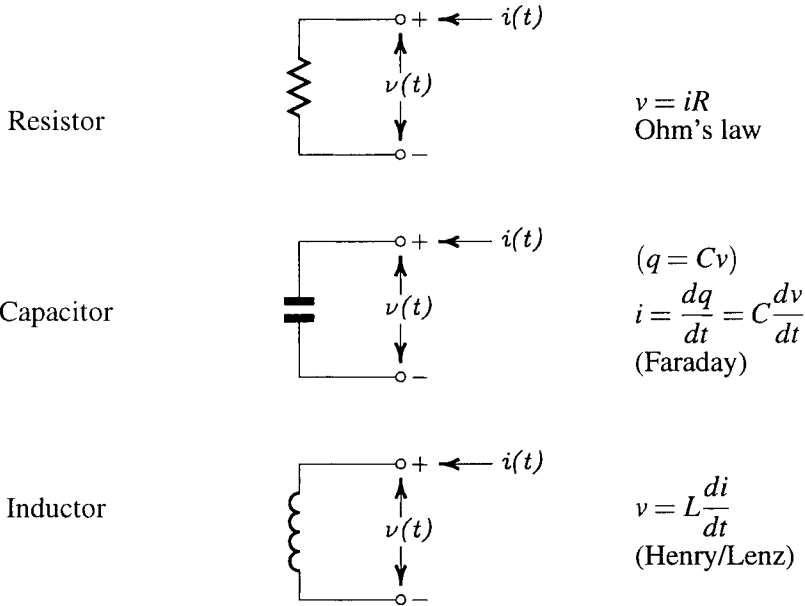 + i(t)
Resistor
ν(t)
−
v = iR
Ohm's law
+ i(t)
Capacitor
ν(t)
−
(q = Cv)
i = dq/dt = C dv/dt
(Faraday)
+ i(t)
Inductor
ν(t)
−
v = L di/dt
(Henry/Lenz)